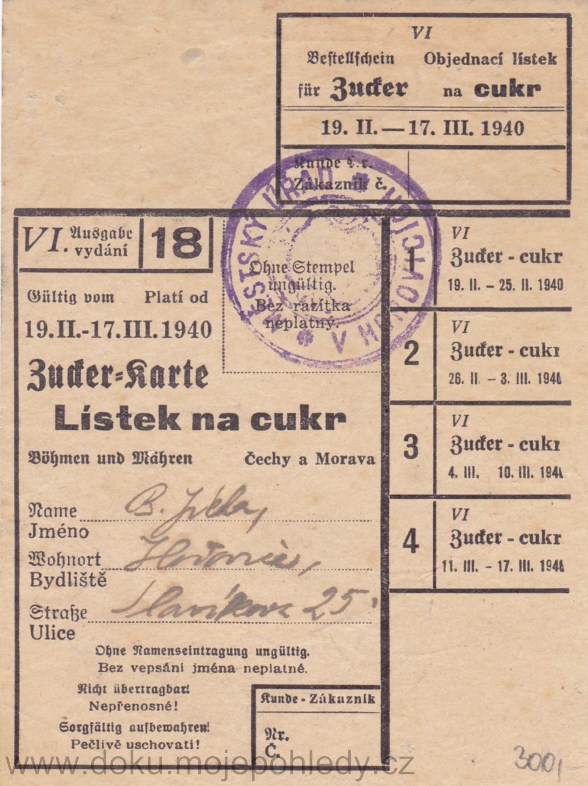 VI
Bestellschein Objednací lístek
für Zucker na cukr
19. II.—17. III. 1940
Kunde L.r.
Zákazník č.
VI. Ausgabe 18
vydání
Gültig vom Platí od
19.II.-17.III.1940
Zucker-Karte
Lístek na cukr
Böhmen und Mähren Čechy a Morava
Ohne Stempel
ungültig.
Bez razítka
neplatný.
MĚSTSKÝ ÚŘAD V HOŘOVICÍCH
Name B.
Jméno
Wohnort Hořovice,
Bydliště
Straße Slavíkova 25
Ulice
Ohne Namenseintragung ungültig.
Bez vepsání jména neplatné.
Nicht übertragbar!
Nepřenosné!
Sorgfältig aufbewahren!
Pečlivě uschovati!
Kunde - Zákazník
Nr.
Č.
1 VI
Zucker - cukr
19. II. – 25. II. 1940
2 VI
Zucker - cukr
26. II. – 3. III. 1940
3 VI
Zucker - cukr
4. III. 10. III. 1940
4 VI
Zucker - cukr
11. III. – 17. III. 1940
300,-
www.doku.mojepohledy.cz